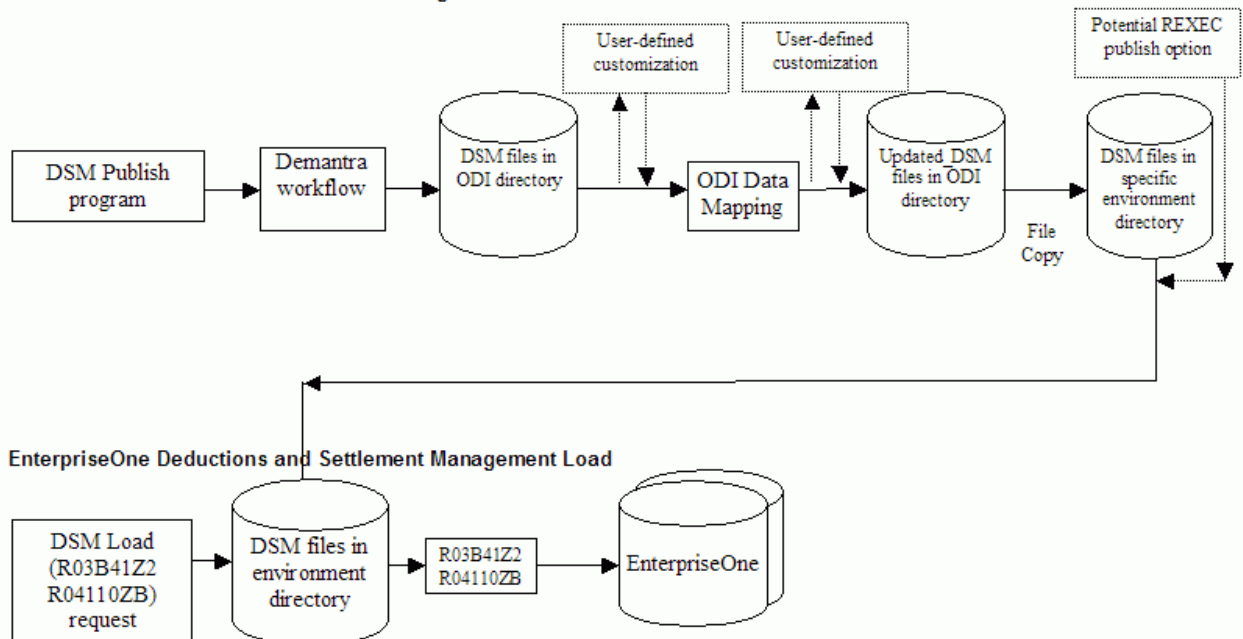 User-defined
customization
User-defined
customization
Potential REXEC
publish option
DSM Publish
program
Demantra
workflow
DSM files in
ODI directory
ODI Data
Mapping
Updated_DSM
files in ODI
directory
File
Copy
DSM files in
specific
environment
directory
EnterpriseOne Deductions and Settlement Management Load
DSM Load
(R03B41Z2
R04110ZB)
request
DSM files in
environment
directory
R03B41Z2
R04110ZB
EnterpriseOne